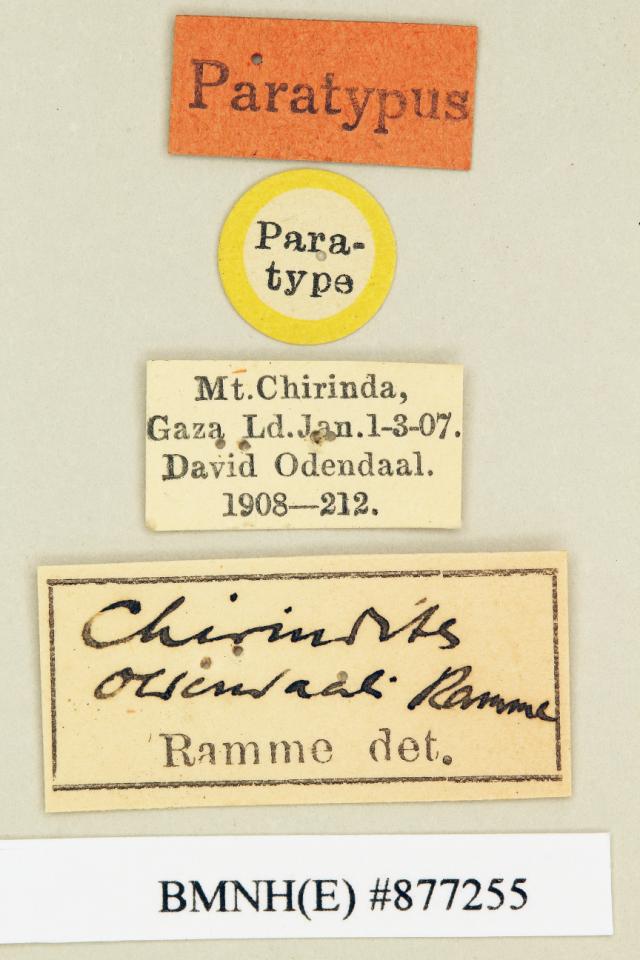 Paratypus
Para-
type
Mt.Chirinda,
Gaza Ld.Jan.1-3-07.
David Odendaal.
1908—212.
Chirindites
odendaali Ramme
Ramme det.
BMNH(E) #877255